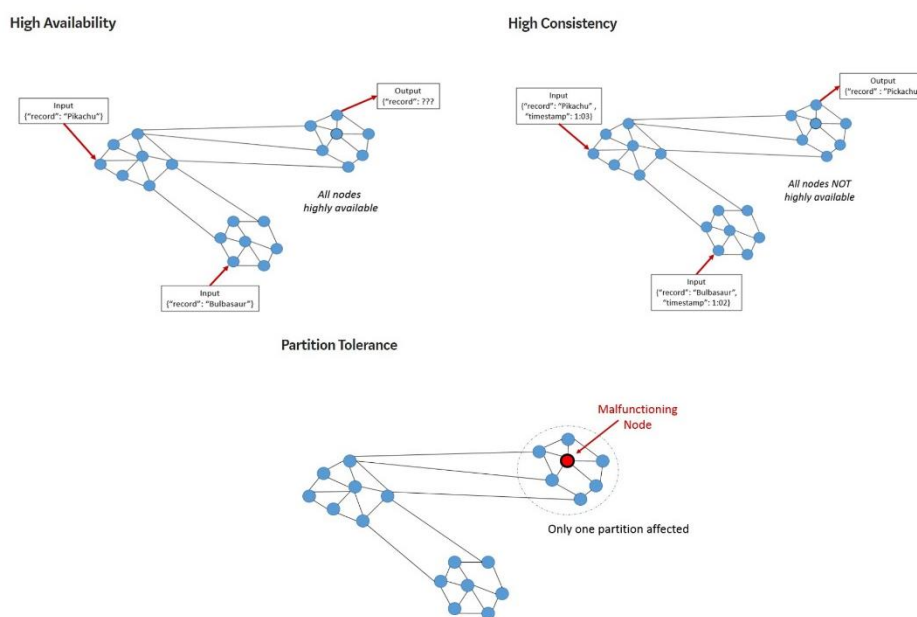 High Availability
Input
{"record": "Pikachu"}
Output
{"record": ???
All nodes
highly available
Input
{"record": "Bulbasaur"}
High Consistency
Input
{"record": "Pikachu" ,
"timestamp": 1:03}
Output
{"record" : "Pickachu
All nodes NOT
highly available
Input
{"record": "Bulbasaur",
"timestamp": 1:02}
Partition Tolerance
Malfunctioning
Node
Only one partition affected